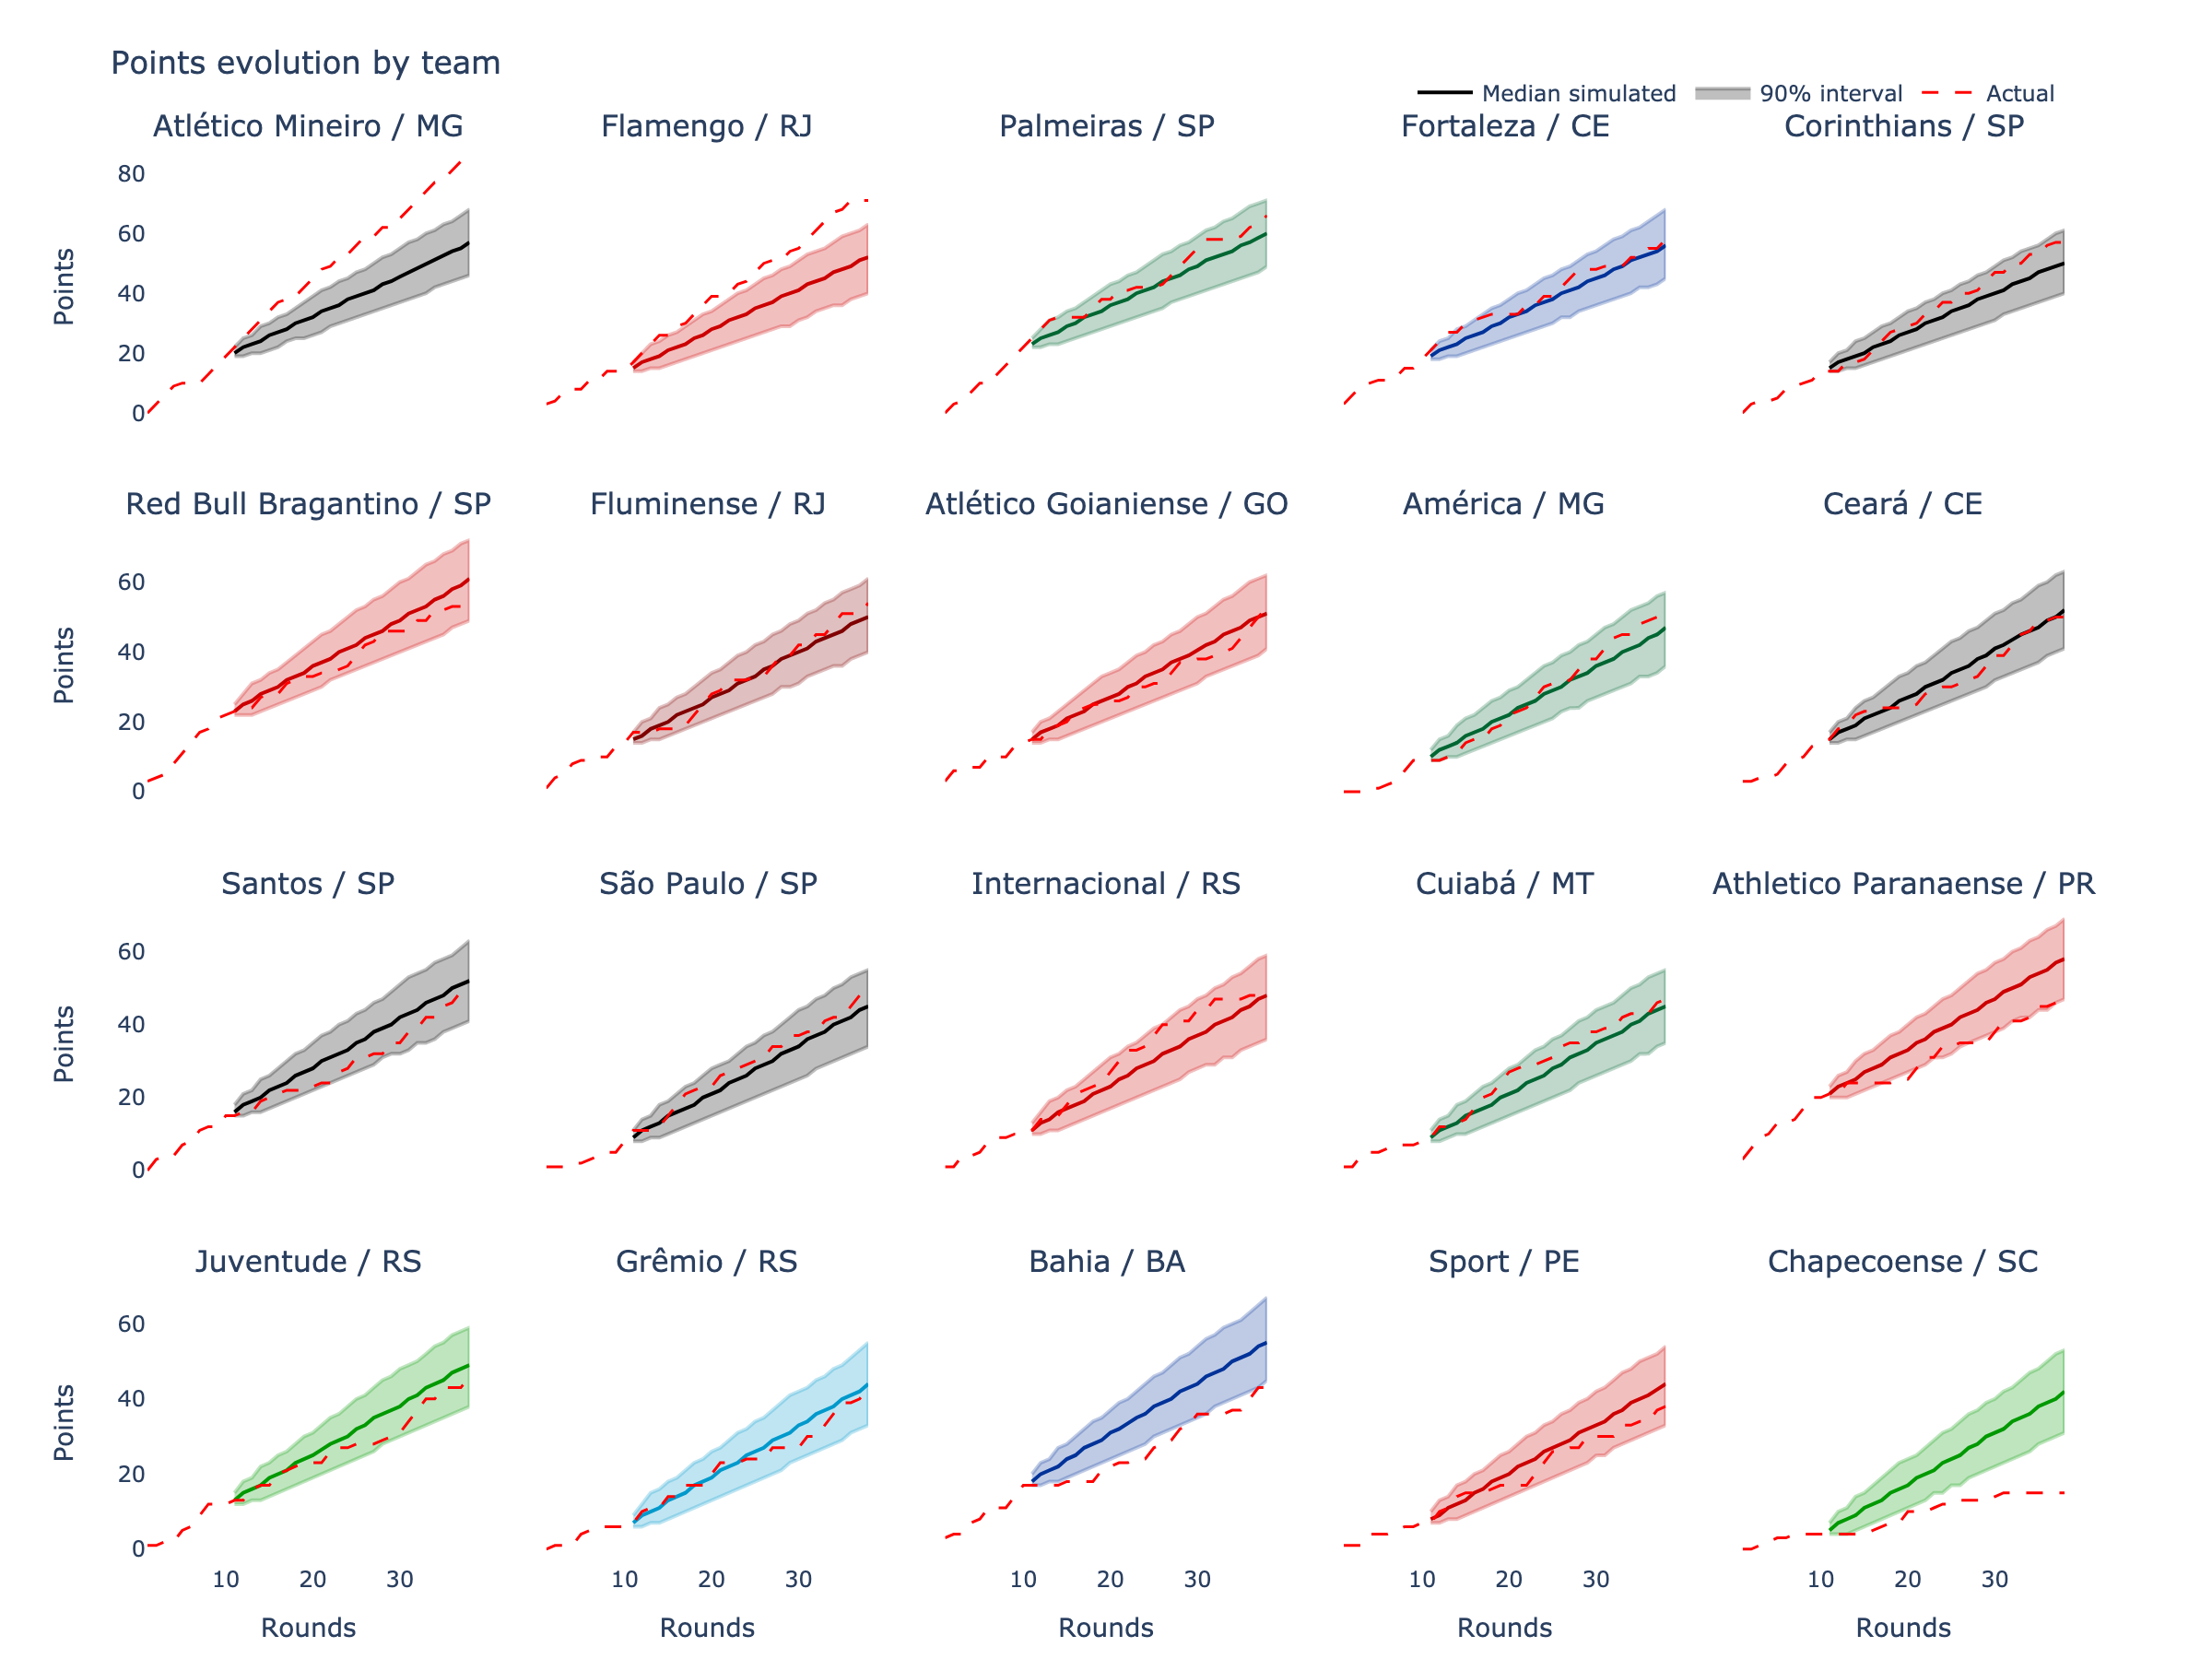 Points evolution by team
Median simulated 90% interval Actual
Atlético Mineiro / MG Flamengo / RJ Palmeiras / SP Fortaleza / CE Corinthians / SP
80
60
40
20
0
Points
Red Bull Bragantino / SP Fluminense / RJ Atlético Goianiense / GO América / MG Ceará / CE
60
40
20
0
Points
Santos / SP São Paulo / SP Internacional / RS Cuiabá / MT Athletico Paranaense / PR
60
40
20
0
Points
Juventude / RS Grêmio / RS Bahia / BA Sport / PE Chapecoense / SC
60
40
20
0
Points
10 20 30 10 20 30 10 20 30 10 20 30 10 20 30
Rounds Rounds Rounds Rounds Rounds